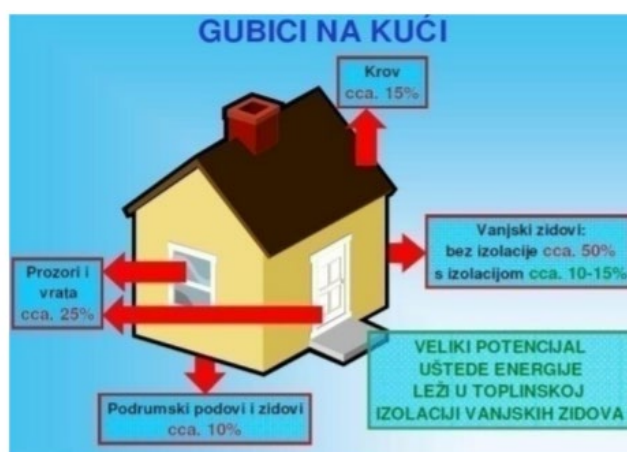 GUBICI NA KUĆI
Krov
cca. 15%
Vanjski zidovi:
bez izolacije cca. 50%
s izolacijom cca. 10-15%
Prozori i
vrata
cca. 25%
VELIKI POTENCIJAL
UŠTEDE ENERGIJE
LEŽI U TOPLINSKOJ
IZOLACIJI VANJSKIH ZIDOVA
Podrumski podovi i zidovi
cca. 10%